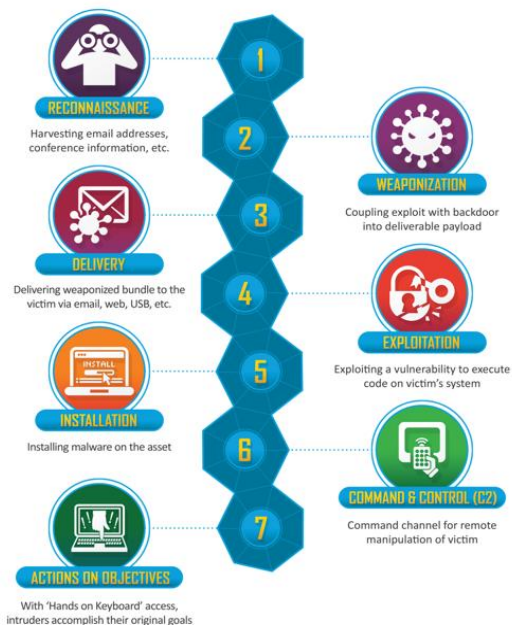 1
RECONNAISSANCE
Harvesting email addresses,
conference information, etc.
2
WEAPONIZATION
Coupling exploit with backdoor
into deliverable payload
3
DELIVERY
Delivering weaponized bundle to the
victim via email, web, USB, etc.
4
EXPLOITATION
Exploiting a vulnerability to execute
code on victim's system
5
INSTALL
INSTALLATION
Installing malware on the asset
6
COMMAND & CONTROL (C2)
Command channel for remote
manipulation of victim
7
ACTIONS ON OBJECTIVES
With 'Hands on Keyboard' access,
intruders accomplish their original goals